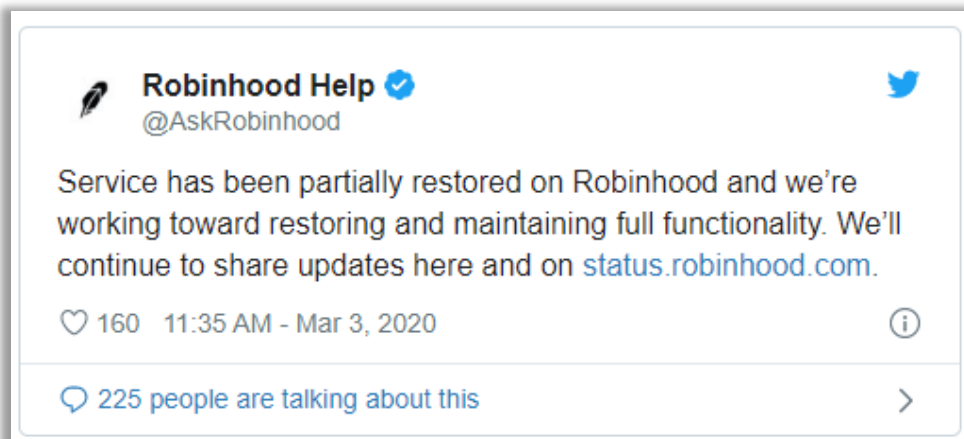 Robinhood Help
@AskRobinhood
Service has been partially restored on Robinhood and we’re
working toward restoring and maintaining full functionality. We’ll
continue to share updates here and on status.robinhood.com.
160 11:35 AM - Mar 3, 2020
225 people are talking about this